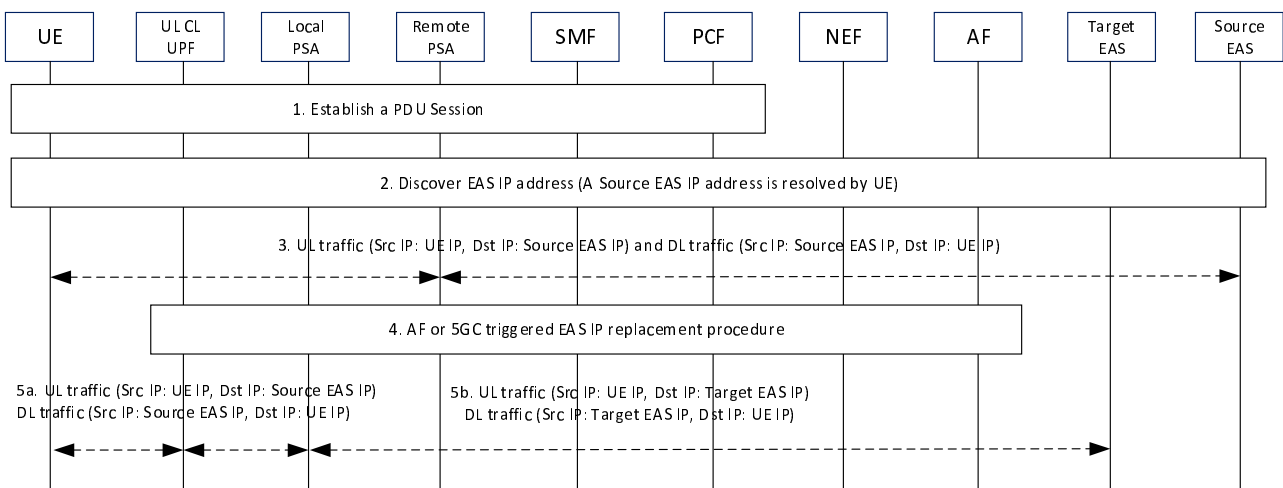 UE
UL CL
UPF
Local
PSA
Remote
PSA
SMF
PCF
NEF
AF
Target
EAS
Source
EAS
1. Establish a PDU Session
2. Discover EAS IP address (A Source EAS IP address is resolved by UE)
3. UL traffic (Src IP: UE IP, Dst IP: Source EAS IP) and DL traffic (Src IP: Source EAS IP, Dst IP: UE IP)
4. AF or 5GC triggered EAS IP replacement procedure
5a. UL traffic (Src IP: UE IP, Dst IP: Source EAS IP)
DL traffic (Src IP: Source EAS IP, Dst IP: UE IP)
5b. UL traffic (Src IP: UE IP, Dst IP: Target EAS IP)
DL traffic (Src IP: Target EAS IP, Dst IP: UE IP)